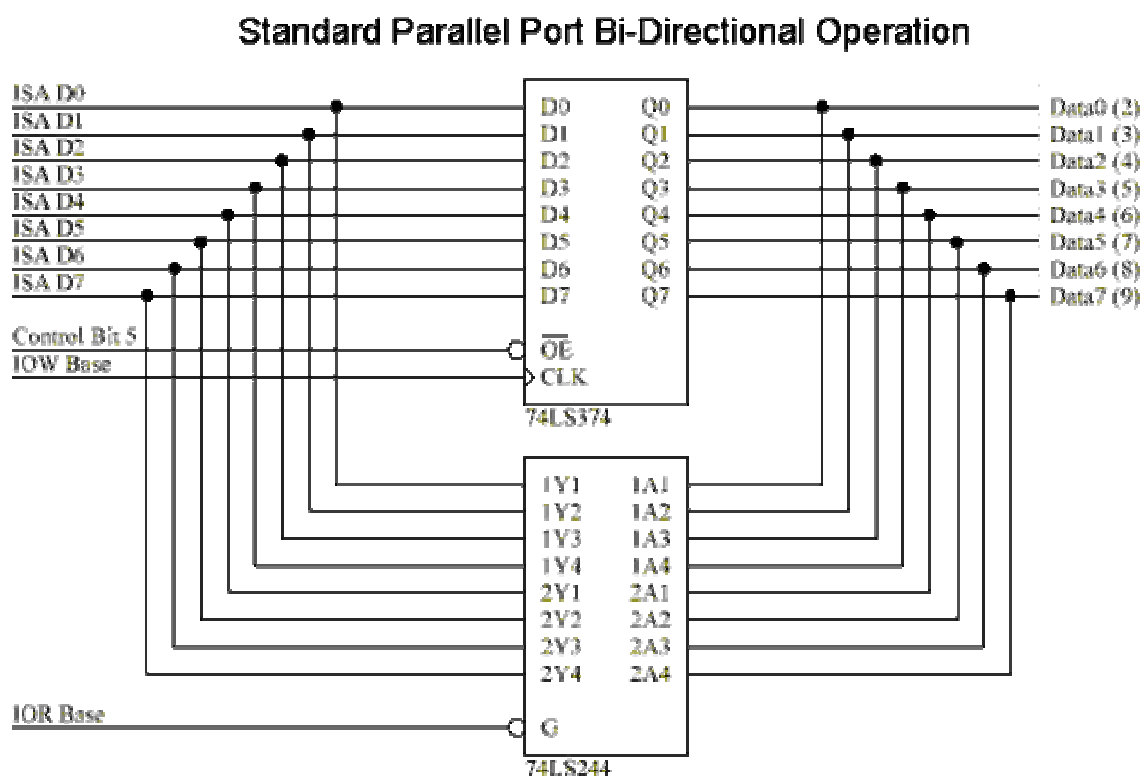 Standard Parallel Port Bi-Directional Operation
ISA D0
ISA D1
ISA D2
ISA D3
ISA D4
ISA D5
ISA D6
ISA D7
Control Bit 5
IOW Base
D0 Q0
D1 Q1
D2 Q2
D3 Q3
D4 Q4
D5 Q5
D6 Q6
D7 Q7
OE
CLK
74LS374
Data0 (2)
Data1 (3)
Data2 (4)
Data3 (5)
Data4 (6)
Data5 (7)
Data6 (8)
Data7 (9)
1Y1 1A1
1Y2 1A2
1Y3 1A3
1Y4 1A4
2Y1 2A1
2Y2 2A2
2Y3 2A3
2Y4 2A4
IOR Base
G
74LS244